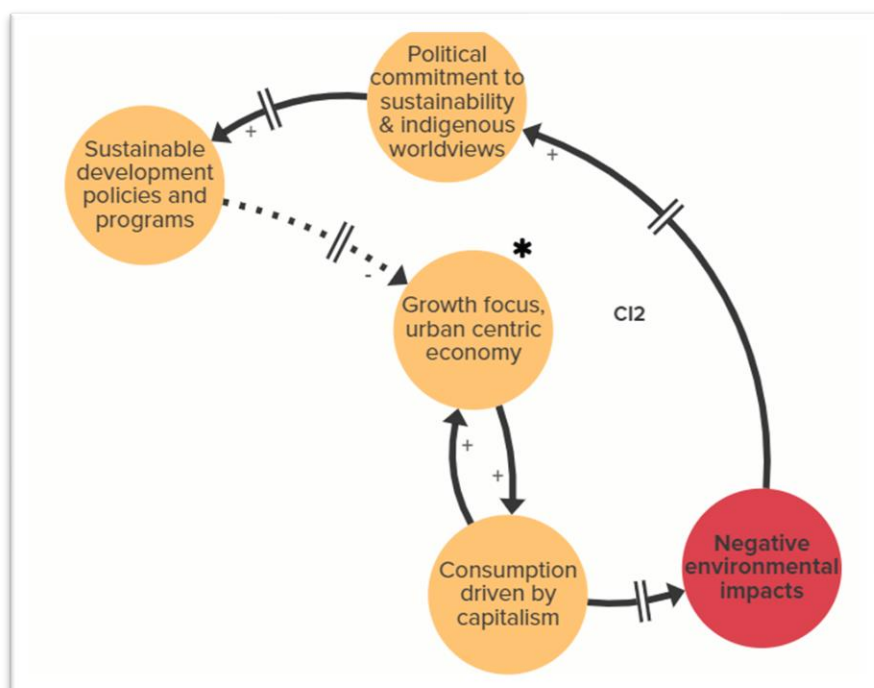 Political
commitment to
sustainability
& indigenous
worldviews
+
Sustainable
development
policies and
programs
+
-
*
Growth focus,
urban centric
economy
CI2
+
+
Consumption
driven by
capitalism
Negative
environmental
impacts